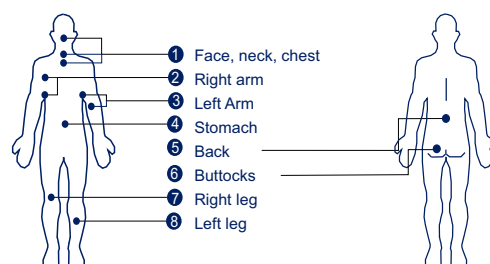 1 Face, neck, chest
2 Right arm
3 Left Arm
4 Stomach
5 Back
6 Buttocks
7 Right leg
8 Left leg